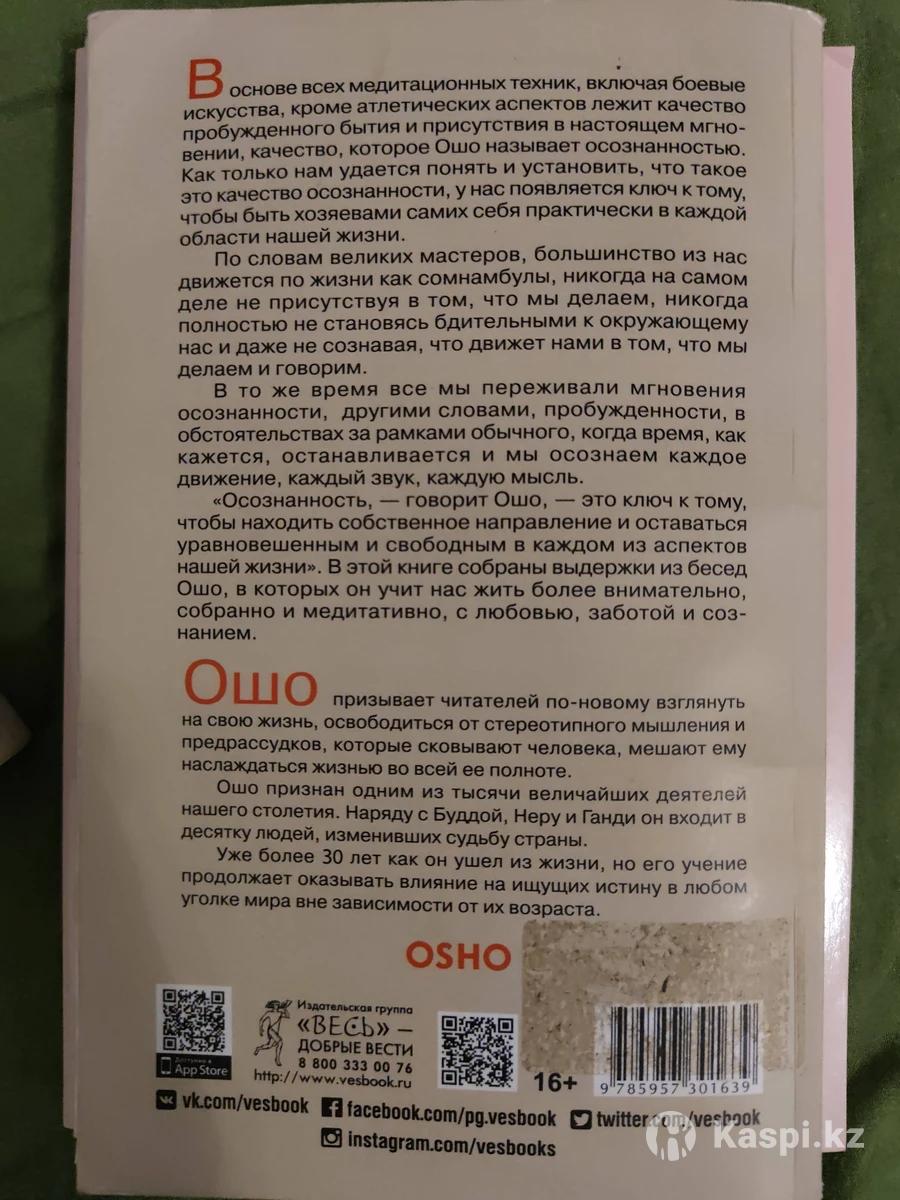 В основе всех медитационных техник, включая боевые
искусства, кроме атлетических аспектов лежит качество
пробужденного бытия и присутствия в настоящем мгно-
вении, качество, которое Ошо называет осознанностью.
Как только нам удается понять и установить, что такое
это качество осознанности, у нас появляется ключ к тому,
чтобы быть хозяевами самих себя практически в каждой
области нашей жизни.
По словам великих мастеров, большинство из нас
движется по жизни как сомнамбулы, никогда на самом
деле не присутствуя в том, что мы делаем, никогда
полностью не становясь бдительными к окружающему
нас и даже не сознавая, что движет нами в том, что мы
делаем и говорим.
В то же время все мы переживали мгновения
осознанности, другими словами, пробужденности, в
обстоятельствах за рамками обычного, когда время, как
кажется, останавливается и мы осознаем каждое
движение, каждый звук, каждую мысль.
«Осознанность, — говорит Ошо, — это ключ к тому,
чтобы находить собственное направление и оставаться
уравновешенным и свободным в каждом из аспектов
нашей жизни». В этой книге собраны выдержки из бесед
Ошо, в которых он учит нас жить более внимательно,
собранно и медитативно, с любовью, заботой и соз-
нанием.
Ошо призывает читателей по-новому взглянуть
на свою жизнь, освободиться от стереотипного мышления и
предрассудков, которые сковывают человека, мешают ему
наслаждаться жизнью во всей ее полноте.
Ошо признан одним из тысячи величайших деятелей
нашего столетия. Наряду с Буддой, Неру и Ганди он входит в
десятку людей, изменивших судьбу страны.
Уже более 30 лет как он ушел из жизни, но его учение
продолжает оказывать влияние на ищущих истину в любом
уголке мира вне зависимости от их возраста.
OSHO
Доступно в
App Store
Издательская группа
«ВЕСЬ» —
ДОБРЫЕ ВЕСТИ
8 800 333 00 76
http://www.vesbook.ru
16+
9 785957 301639
vk.com/vesbook
facebook.com/pg.vesbook
twitter.com/vesbook
instagram.com/vesbooks
Kaspi.kz